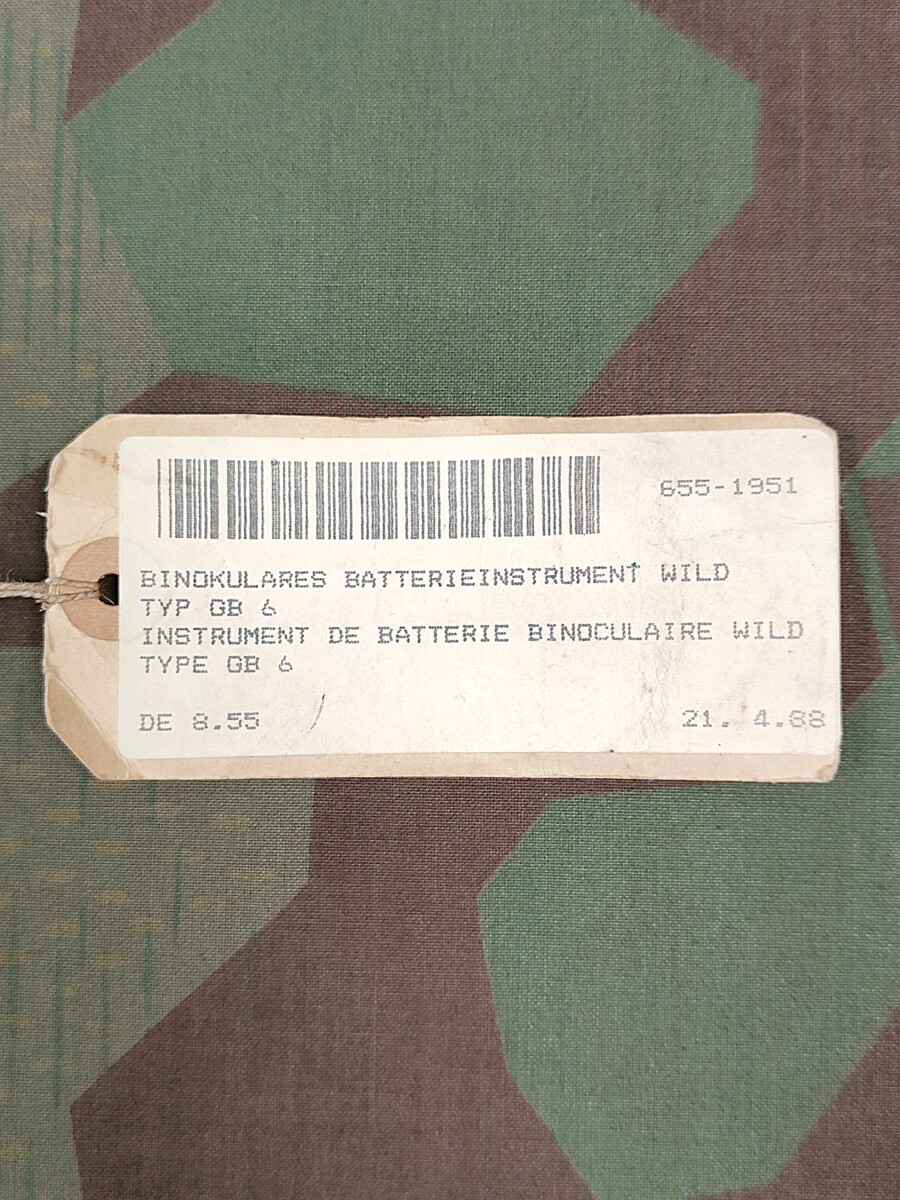 655-1951
BINOKULARES BATTERIEINSTRUMENT WILD
TYP GB 6
INSTRUMENT DE BATTERIE BINOCULAIRE WILD
TYPE GB 6
DE 8.55 21. 4.88